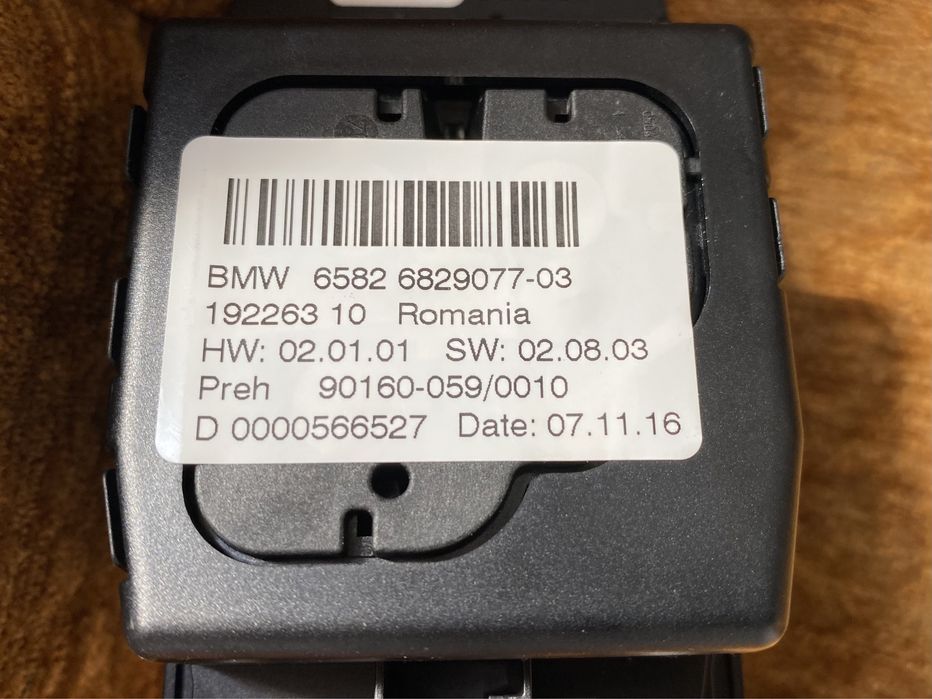 BMW 6582 6829077-03
192263 10 Romania
HW: 02.01.01 SW: 02.08.03
Preh 90160-059/0010
D 0000566527 Date: 07.11.16